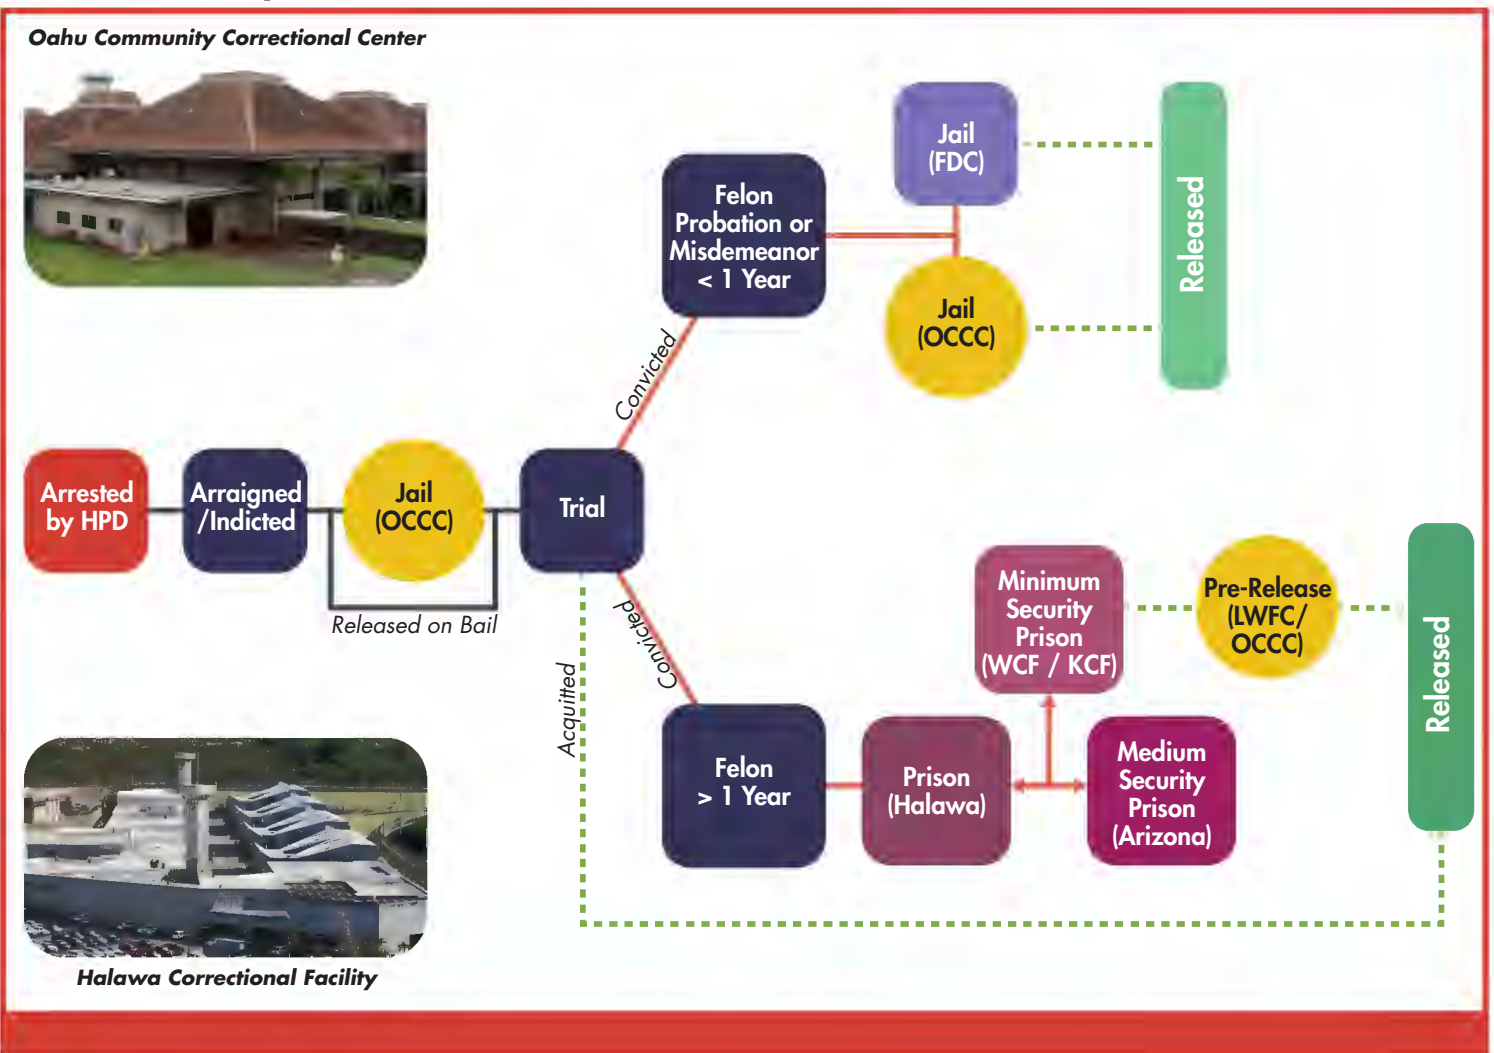 Oahu Community Correctional Center
Jail
(FDC)
Felon
Probation or
Misdemeanor
< 1 Year
Released
Jail
(OCCC)
Convicted
Arrested
by HPD
Arraigned
/Indicted
Jail
(OCCC)
Trial
Released on Bail
Convicted
Acquitted
Minimum
Security
Prison
(WCF / KCF)
Pre-Release
(LWFC/
OCCC)
Released
Felon
> 1 Year
Prison
(Halawa)
Medium
Security
Prison
(Arizona)
Halawa Correctional Facility